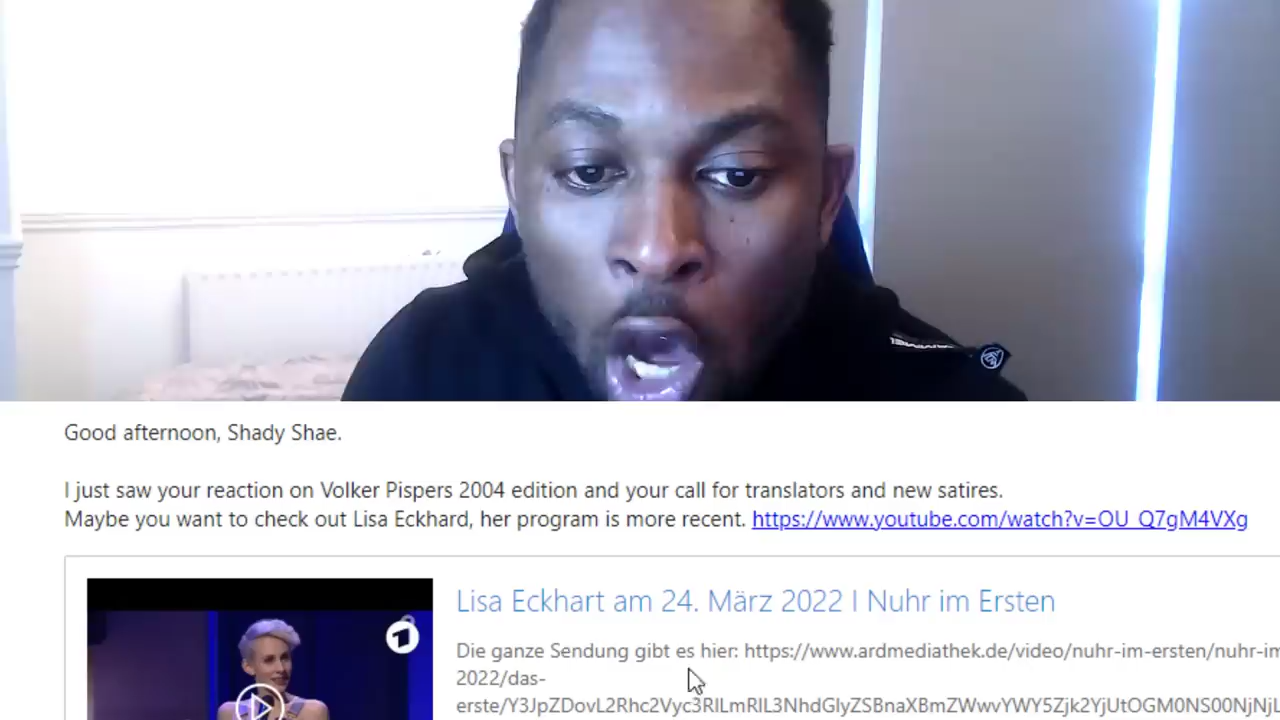 Good afternoon, Shady Shae.
I just saw your reaction on Volker Pispers 2004 edition and your call for translators and new satires.
Maybe you want to check out Lisa Eckhard, her program is more recent. https://www.youtube.com/watch?v=OU_Q7gM4VXg
Lisa Eckhart am 24. März 2022 I Nuhr im Ersten
Die ganze Sendung gibt es hier: https://www.ardmediathek.de/video/nuhr-im-ersten/nuhr-im
2022/das-